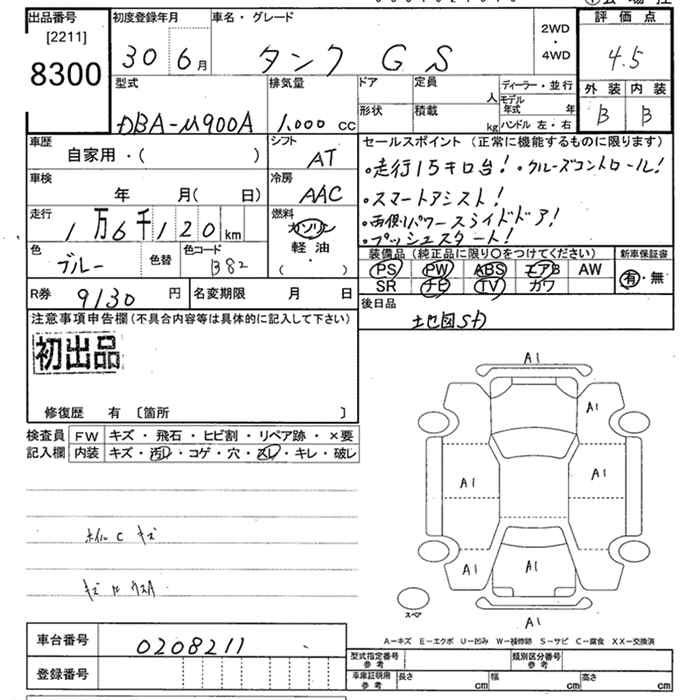 出品番号
[2211]
8300
初度登録年月
30 6月
車名・グレード
タンク G S
2WD
・
4WD
評価点
4.5
外装 内装
B B
型式
DBA-M900A
排気量
1,000 CC
ドア
形状
定員
人
積載
kg
ディーラー・並行
モデル年式 年
ハンドル 左・右
車歴
自家用・( )
シフト
AT
車検
年 月( 日)
冷房
AAC
走行
1万6千120km
燃料
ガソリン
軽油
( ・ )
色
ブルー
色替
色コード
B82
R券 9130 円
名変期限 月 日
セールスポイント (正常に機能するものに限ります)
・走行15キロ台! ・クルーズコントロール!
・スマートアシスト!
・両側パワースライドドア!
・プッシュスタート!
装備品 (純正品に限り○をつけてください)
PS PW ABS エアB AW
SR ナビ TV カワ
新車保証書
有・無
後日品
地図SD
注意事項申告欄(不具合内容等は具体的に記入して下さい)
初出品
修復歴 有 〔箇所 〕
検査員記入欄
FW キズ・飛石・ヒビ割・リペア跡・×要
内装 キズ・汚レ・コゲ・穴・スレ・キレ・破レ
ホイル C キズ
A1
A1
A1
A1
A1
A1
A1
スペア
A-キズ E-エクボ U-凹み W-補修跡 S-サビ C-腐食 XX-交換済
車台番号 0208211
登録番号
型式指定番号 参考
類別区分番号 参考
車庫証明用 参考
長さ cm
幅 cm
高さ cm